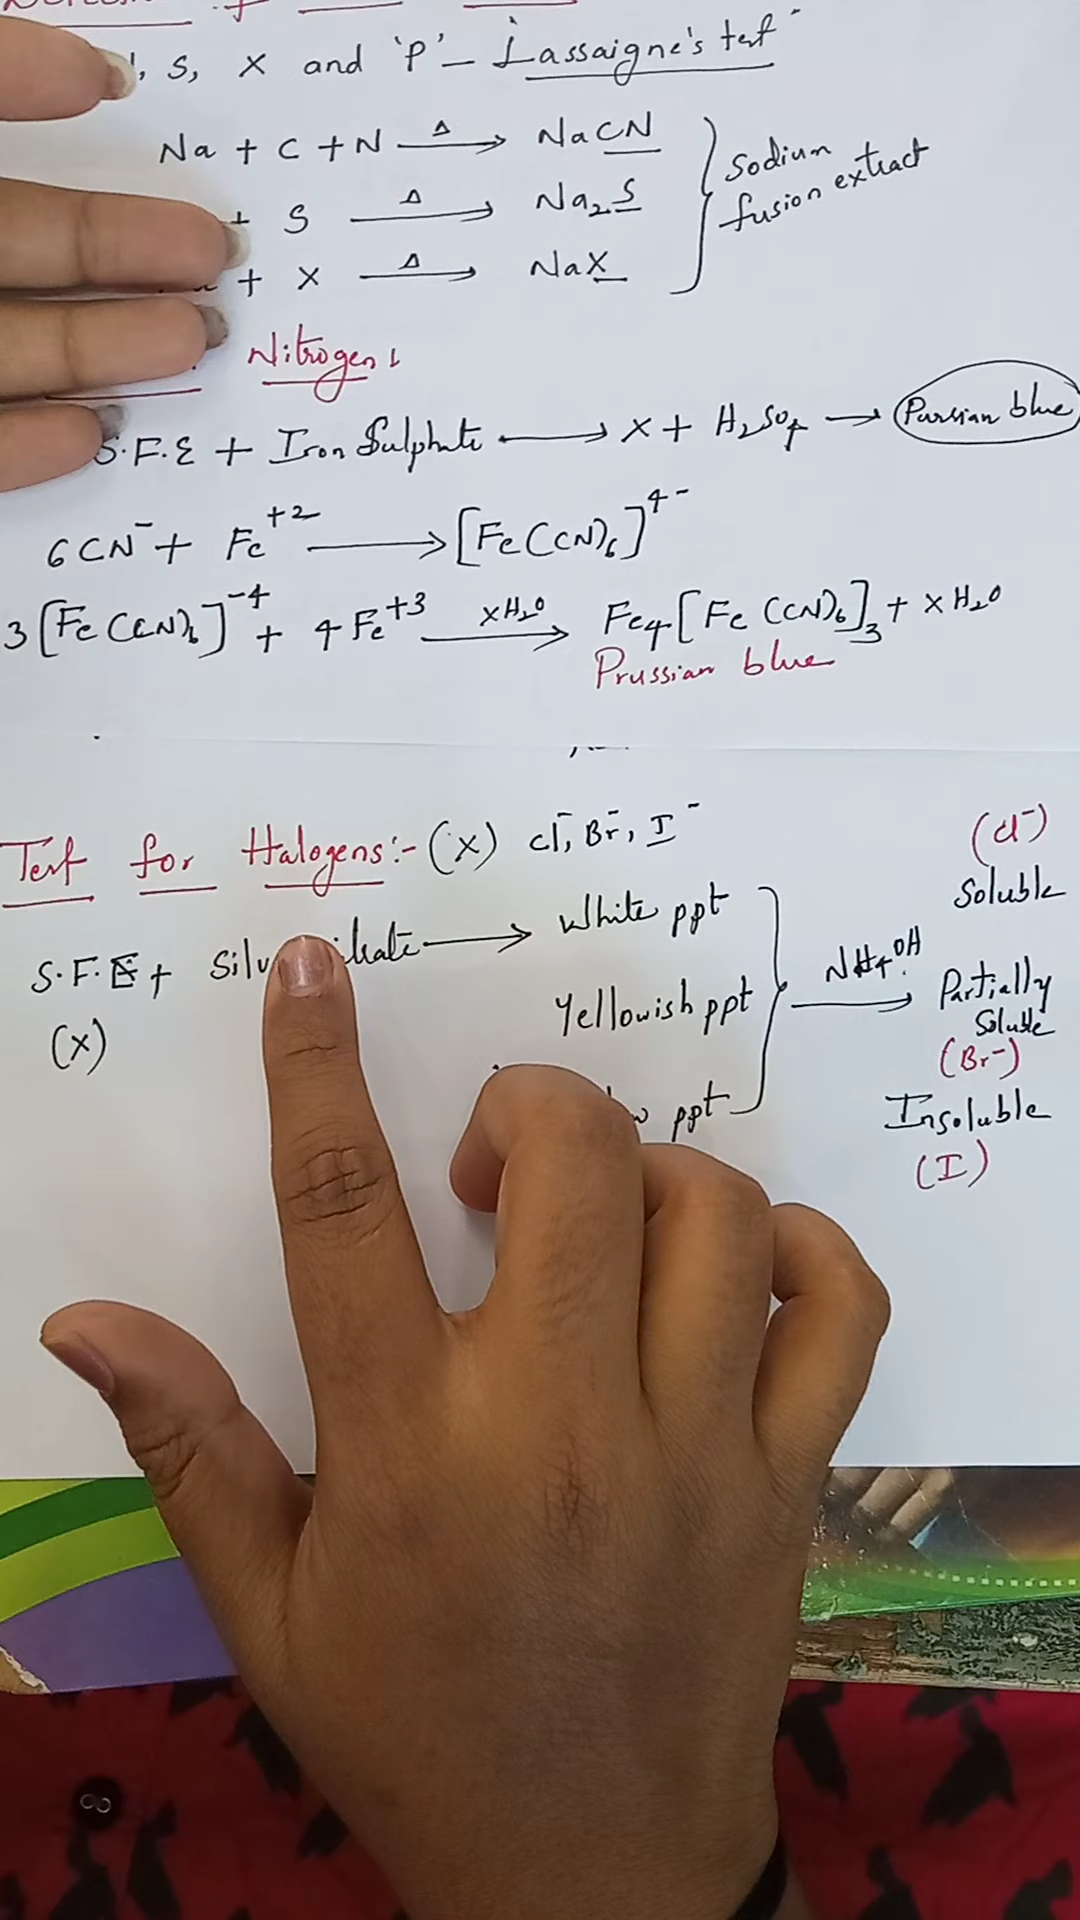 S, X and 'P' - Lassaigne's test
Na + C + N —Δ→ NaCN
+ S —Δ→ Na₂S
+ X —Δ→ NaX
Sodium fusion extract
Nitrogen
S.F.E + Iron Sulphate ⟶ X + H₂SO₄ → Parsian blue
6CN⁻ + Fe⁺² ⟶ [Fe(CN)₆]⁴⁻
3[Fe(CN)₆]⁻⁴ + 4Fe⁺³ —xH₂O→ Fe₄[Fe(CN)₆]₃ + xH₂O
Prussian blue
Test for Halogens:- (X) Cl⁻, Br⁻, I⁻
S.F.E + ⟶ White ppt
(X)
Yellowish ppt
ppt
NH₄OH
(Cl⁻)
Soluble
Partially
Soluble
(Br⁻)
Insoluble
(I)